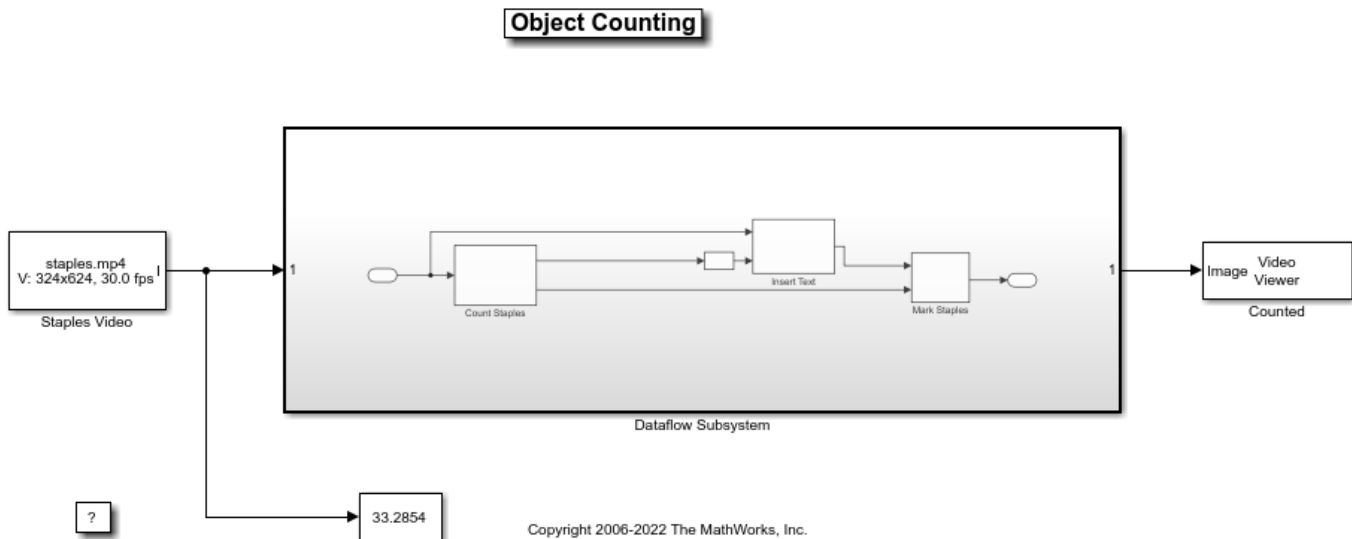 Object Counting
staples.mp4
V: 324x624, 30.0 fps
I
Staples Video
1
Count Staples
Insert Text
Mark Staples
1
Dataflow Subsystem
Image
Video
Viewer
Counted
?
33.2854
Copyright 2006-2022 The MathWorks, Inc.